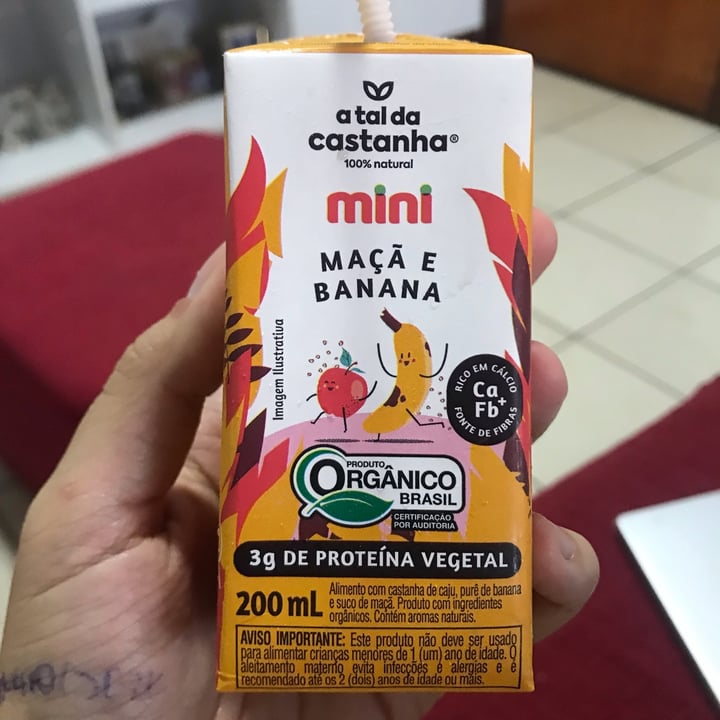 a tal da
castanha®
100% natural
mini
MAÇÃ E
BANANA
Imagem Ilustrativa
RICO EM CÁLCIO
Ca
Fb+
FONTE DE FIBRAS
PRODUTO
ORGÂNICO
BRASIL
CERTIFICAÇÃO
POR AUDITORIA
3g DE PROTEÍNA VEGETAL
200 mL
Alimento com castanha de caju, purê de banana
e suco de maçã. Produto com ingredientes
orgânicos. Contém aromas naturais.
AVISO IMPORTANTE: Este produto não deve ser usado
para alimentar crianças menores de 1 (um) ano de idade. O
aleitamento materno evita infecções e alergias e é
recomendado até os 2 (dois) anos de idade ou mais.